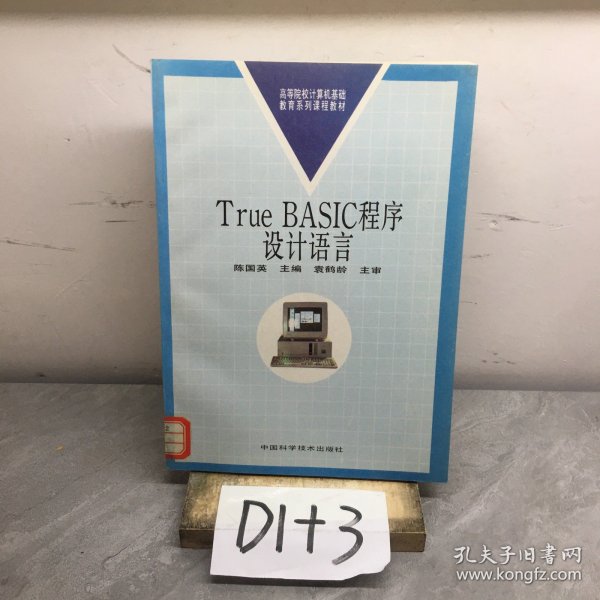 高等院校计算机基础
教育系列课程教材
True BASIC程序
设计语言
陈国英 主编 袁鹤龄 主审
中国科学技术出版社
D1+3
孔夫子旧书网
www.kongfz.com